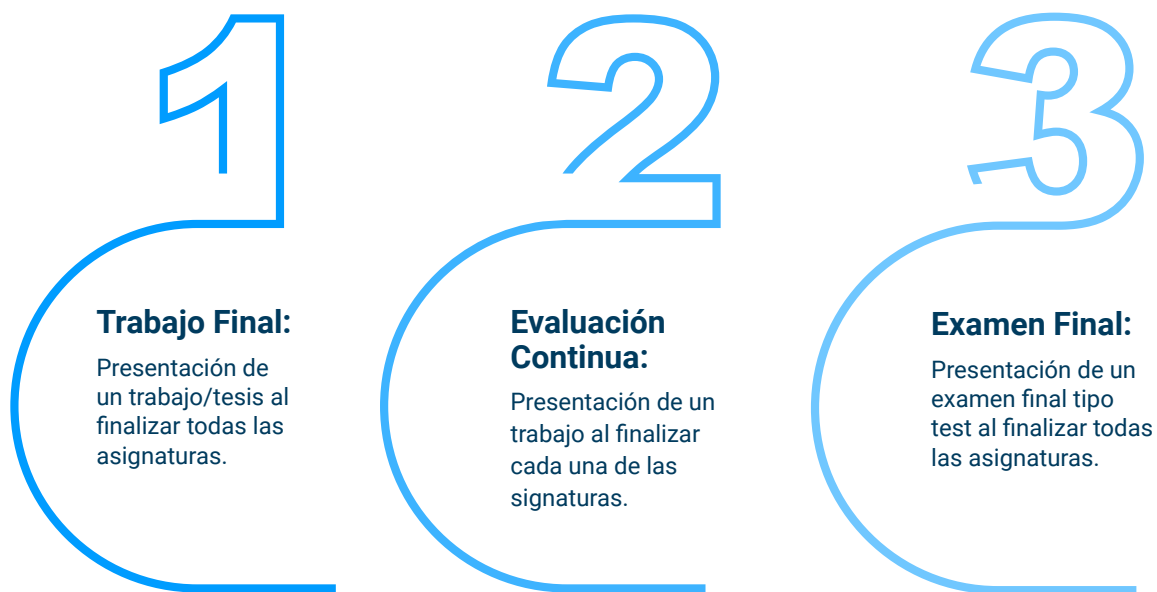 1
Trabajo Final:
Presentación de
un trabajo/tesis al
finalizar todas las
asignaturas.
2
Evaluación
Continua:
Presentación de un
trabajo al finalizar
cada una de las
signaturas.
3
Examen Final:
Presentación de un
examen final tipo
test al finalizar todas
las asignaturas.